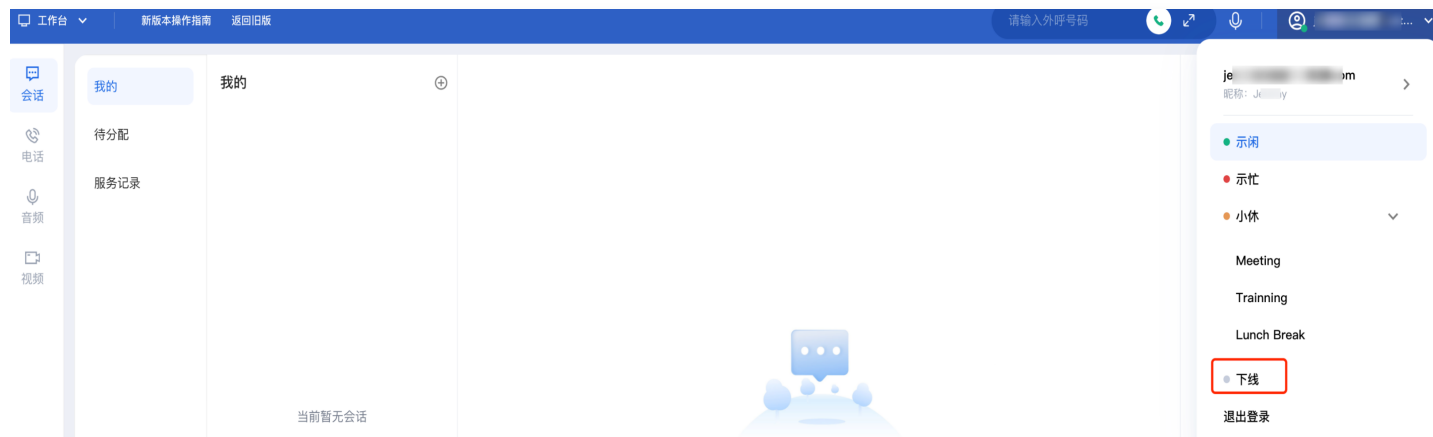 工作台 新版本操作指南 返回旧版 请输入外呼号码
会话
电话
音频
视频
我的
待分配
服务记录
我的
当前暂无会话
昵称:
示闲
示忙
小休
Meeting
Trainning
Lunch Break
下线
退出登录